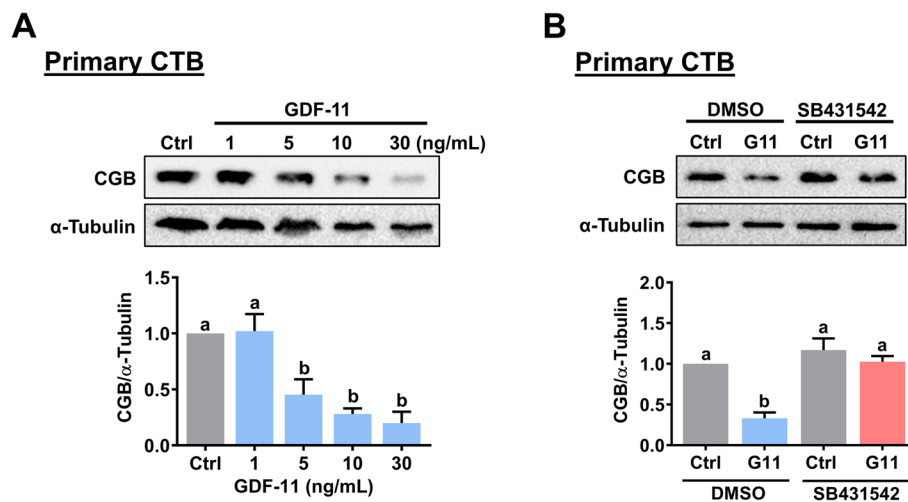 A
Primary CTB
GDF-11
Ctrl 1 5 10 30 (ng/mL)
CGB
α-Tubulin
CGB/α-Tubulin
1.5
1.0
0.5
0.0
a a b b b
Ctrl 1 5 10 30
GDF-11 (ng/mL)
B
Primary CTB
DMSO SB431542
Ctrl G11 Ctrl G11
CGB
α-Tubulin
CGB/α-Tubulin
2.0
1.5
1.0
0.5
0.0
a b a a
Ctrl G11 Ctrl G11
DMSO SB431542